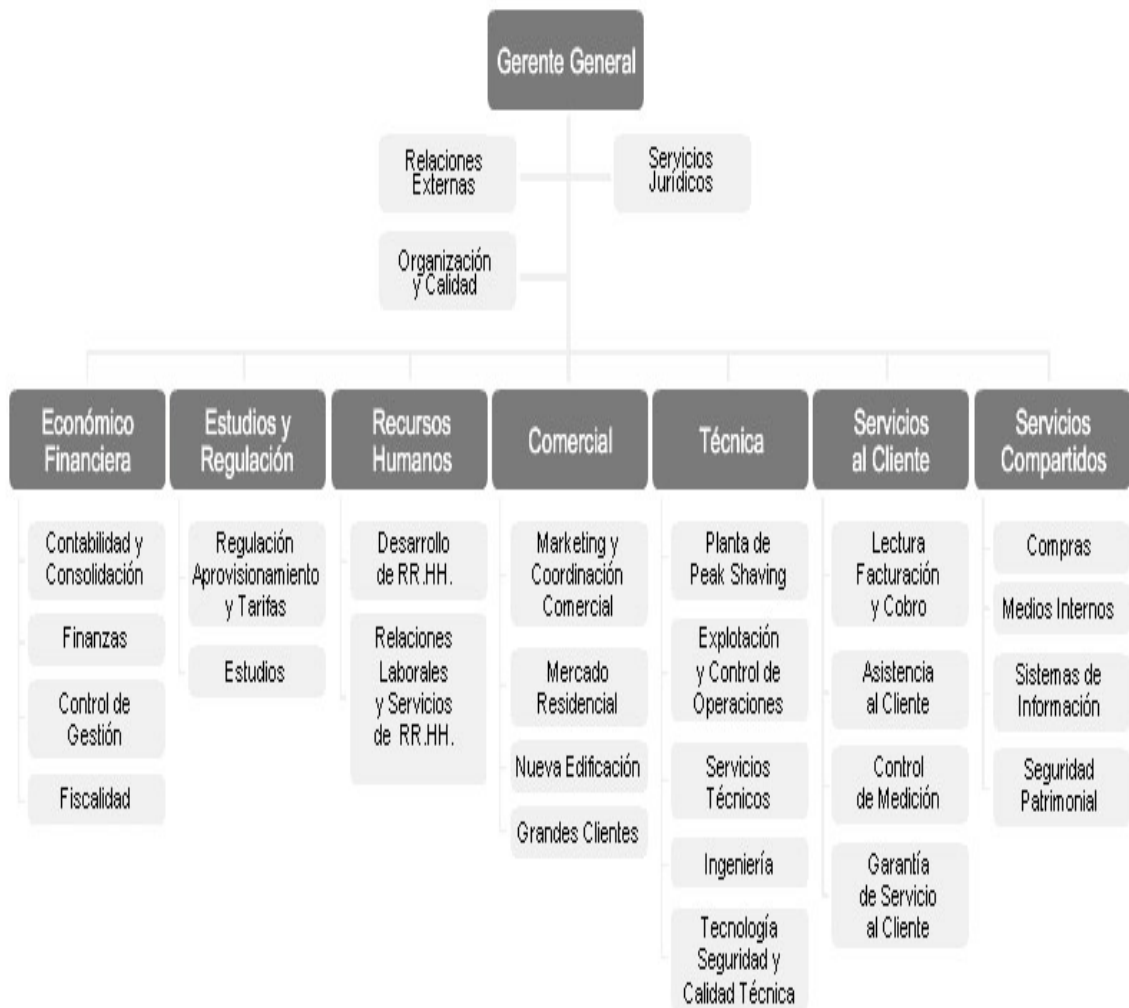 Gerente General
Relaciones
Externas
Servicios
Jurídicos
Organización
y Calidad
Económico
Financiera
Estudios y
Regulación
Recursos
Humanos
Comercial
Técnica
Servicios
al Cliente
Servicios
Compartidos
Contabilidad y
Consolidación
Finanzas
Control de
Gestión
Fiscalidad
Regulación
Aprovisionamiento
y Tarifas
Estudios
Desarrollo
de RR.HH.
Relaciones
Laborales
y Servicios
de RR.HH.
Marketing y
Coordinación
Comercial
Mercado
Residencial
Nueva Edificación
Grandes Clientes
Planta de
Peak Shaving
Explotación
y Control de
Operaciones
Servicios
Técnicos
Ingeniería
Tecnología
Seguridad y
Calidad Técnica
Lectura
Facturación
y Cobro
Asistencia
al Cliente
Control
de Medición
Garantía
de Servicio
al Cliente
Compras
Medios Internos
Sistemas de
Información
Seguridad
Patrimonial